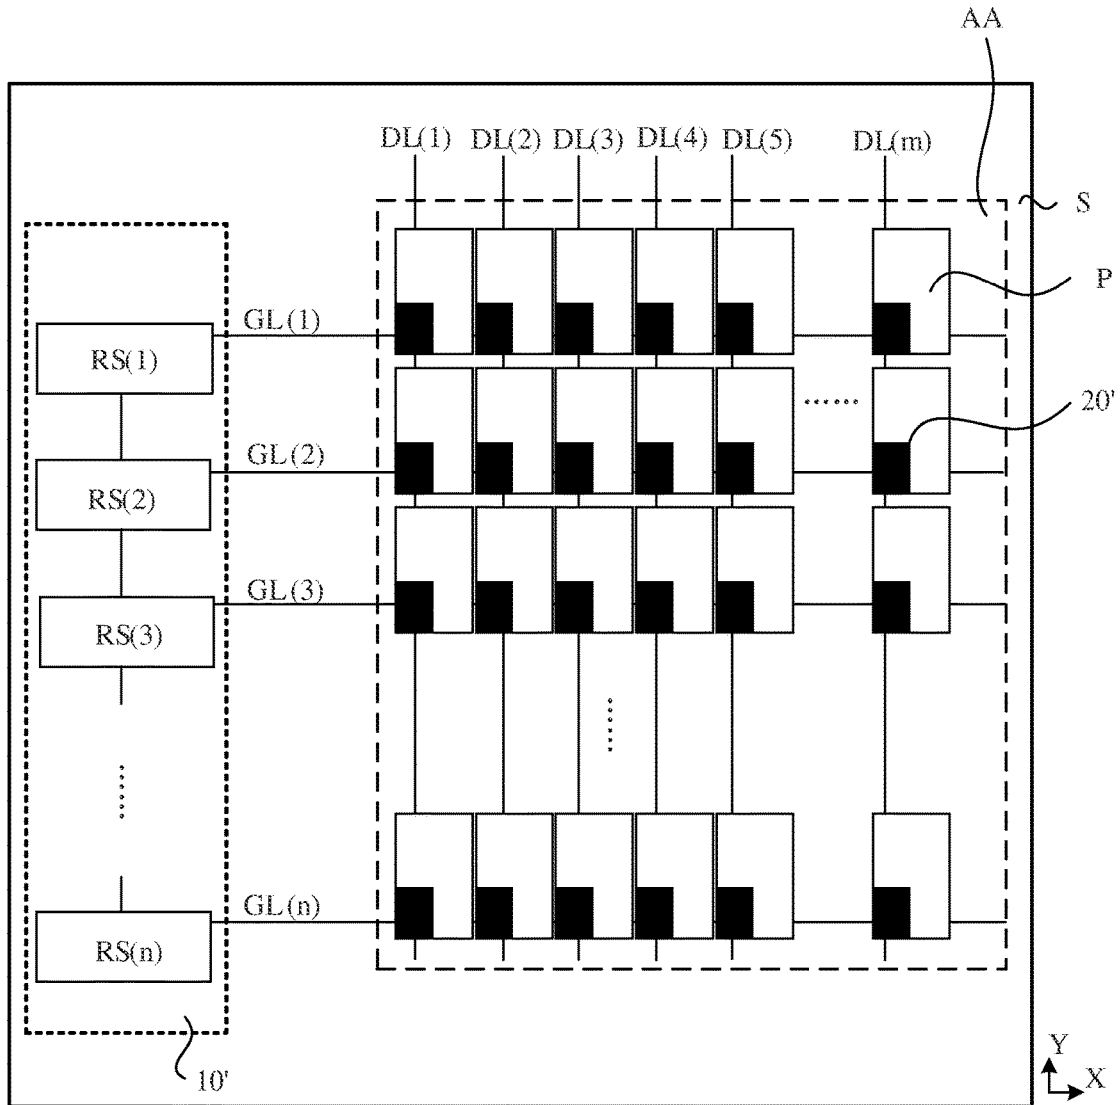 AA
DL(1) DL(2) DL(3) DL(4) DL(5) DL(m)
S
P
GL(1)
RS(1)
20'
GL(2)
RS(2)
GL(3)
RS(3)
GL(n)
RS(n)
10'
Y
X